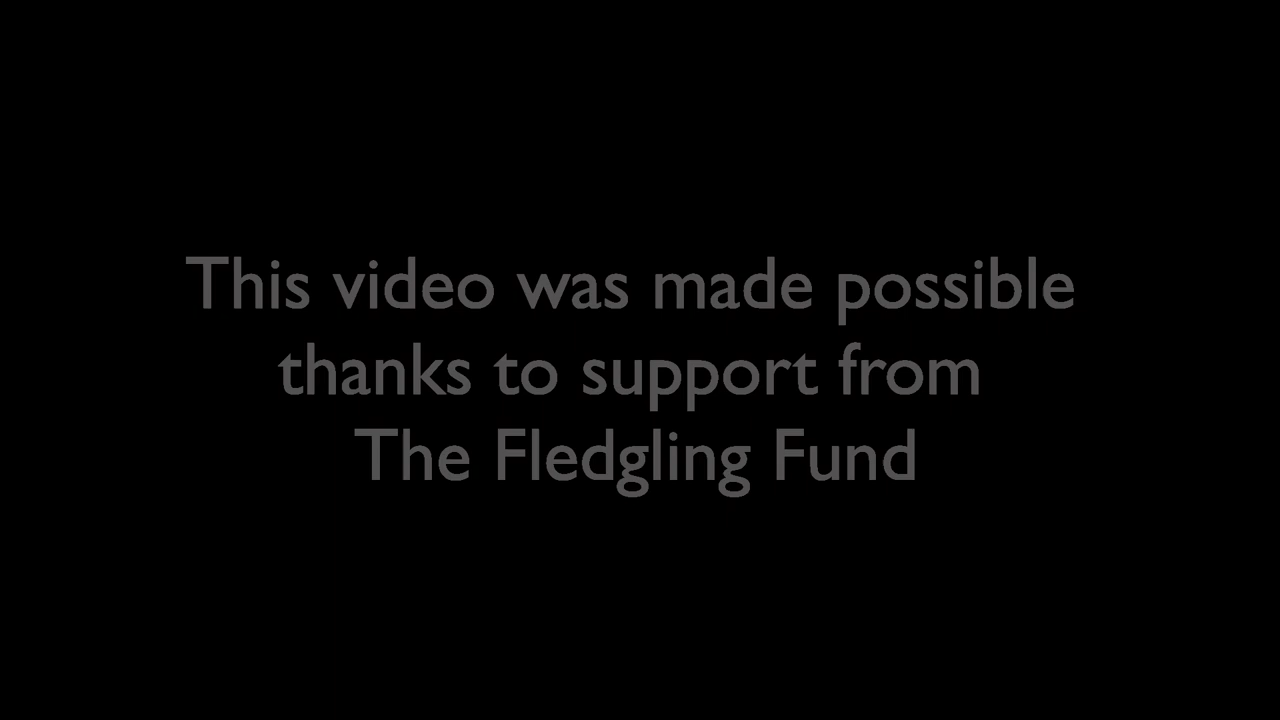 This video was made possible
thanks to support from
The Fledgling Fund